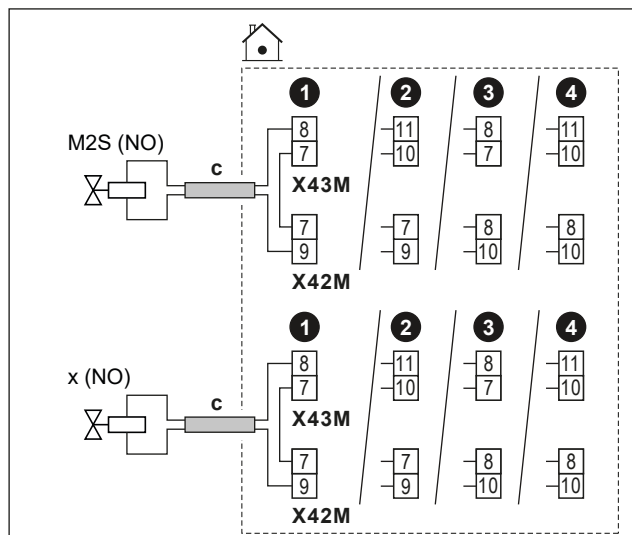 1 2 3 4
M2S (NO)
c
8 11 8 11
7 10 7 10
X43M
7 7 8 8
9 9 10 10
X42M
1 2 3 4
x (NO)
c
8 11 8 11
7 10 7 10
X43M
7 7 8 8
9 9 10 10
X42M